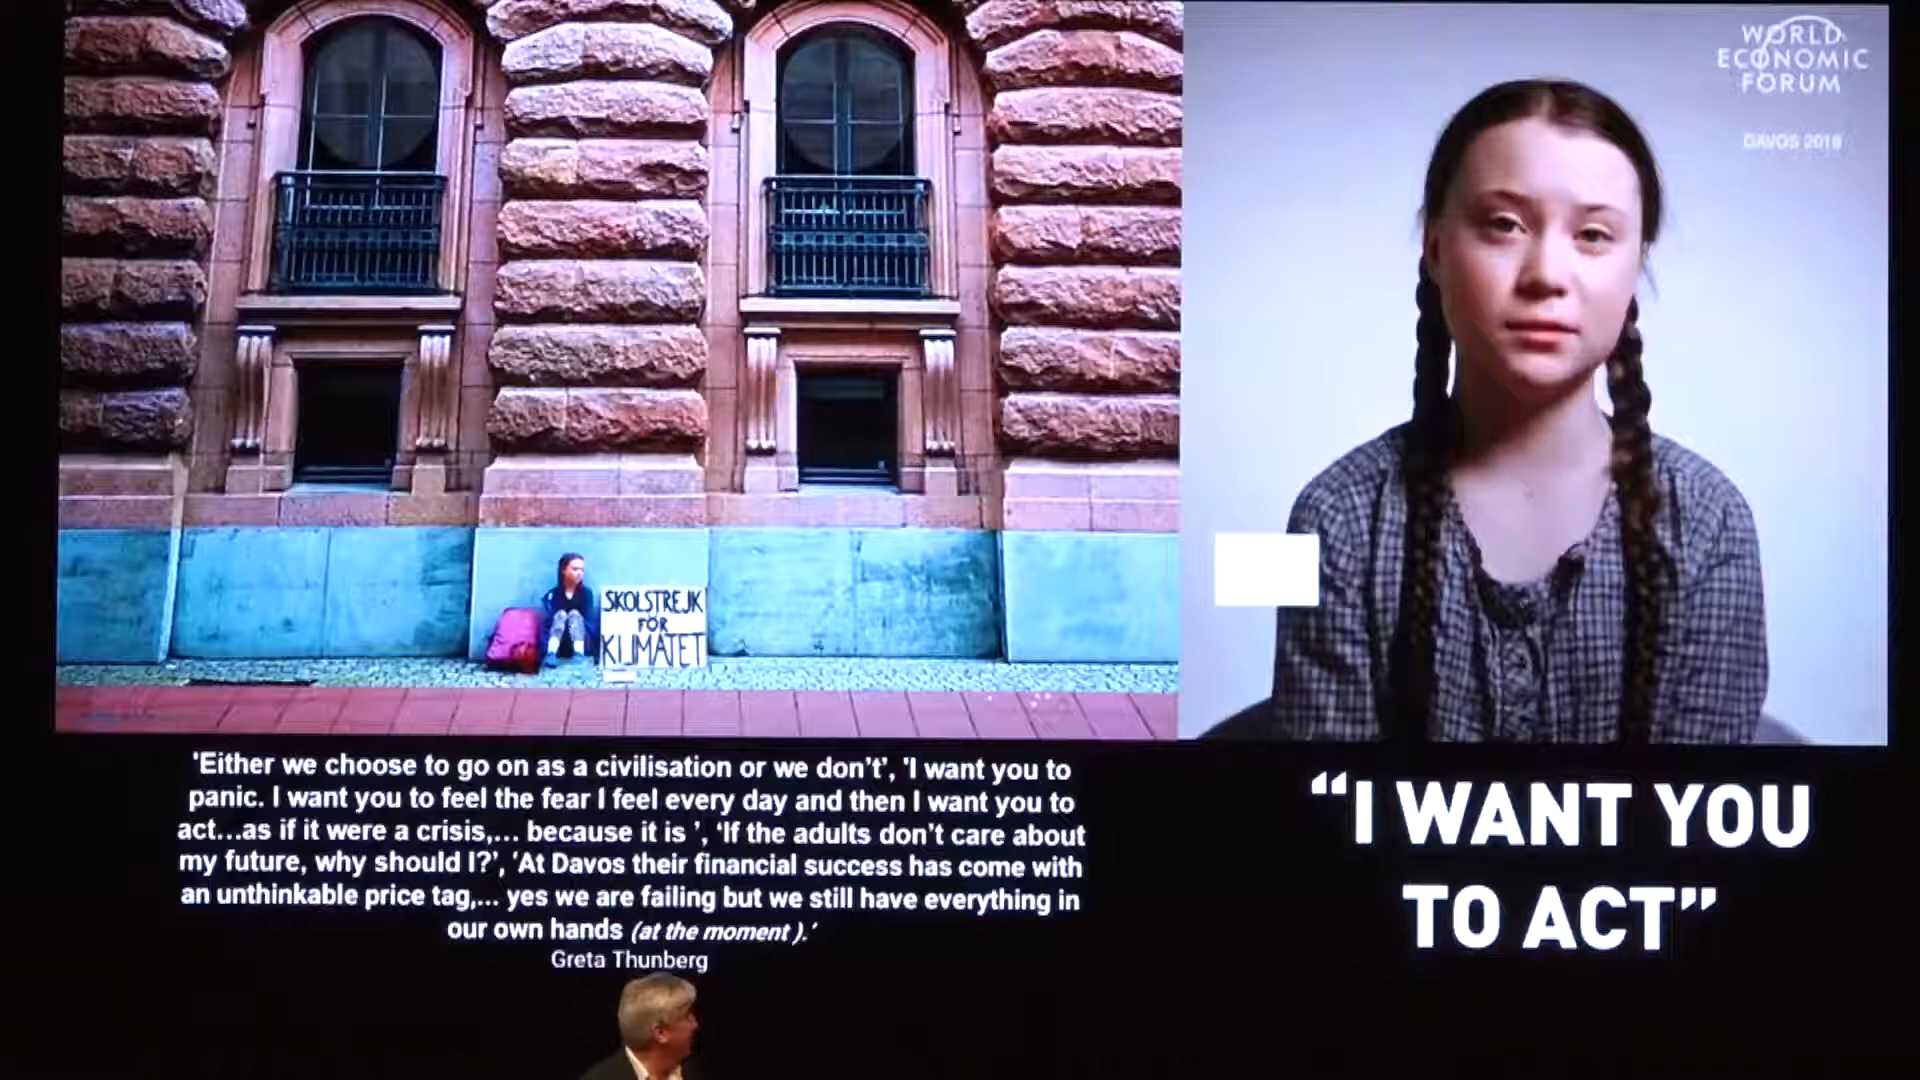 WORLD
ECONOMIC
FORUM
DAVOS 2019
SKOLSTREJK
FÖR
KLIMATET
'Either we choose to go on as a civilisation or we don't', 'I want you to
panic. I want you to feel the fear I feel every day and then I want you to
act...as if it were a crisis,... because it is ', 'If the adults don't care about
my future, why should I?', 'At Davos their financial success has come with
an unthinkable price tag,... yes we are failing but we still have everything in
our own hands (at the moment ).'
Greta Thunberg
“I WANT YOU
TO ACT”